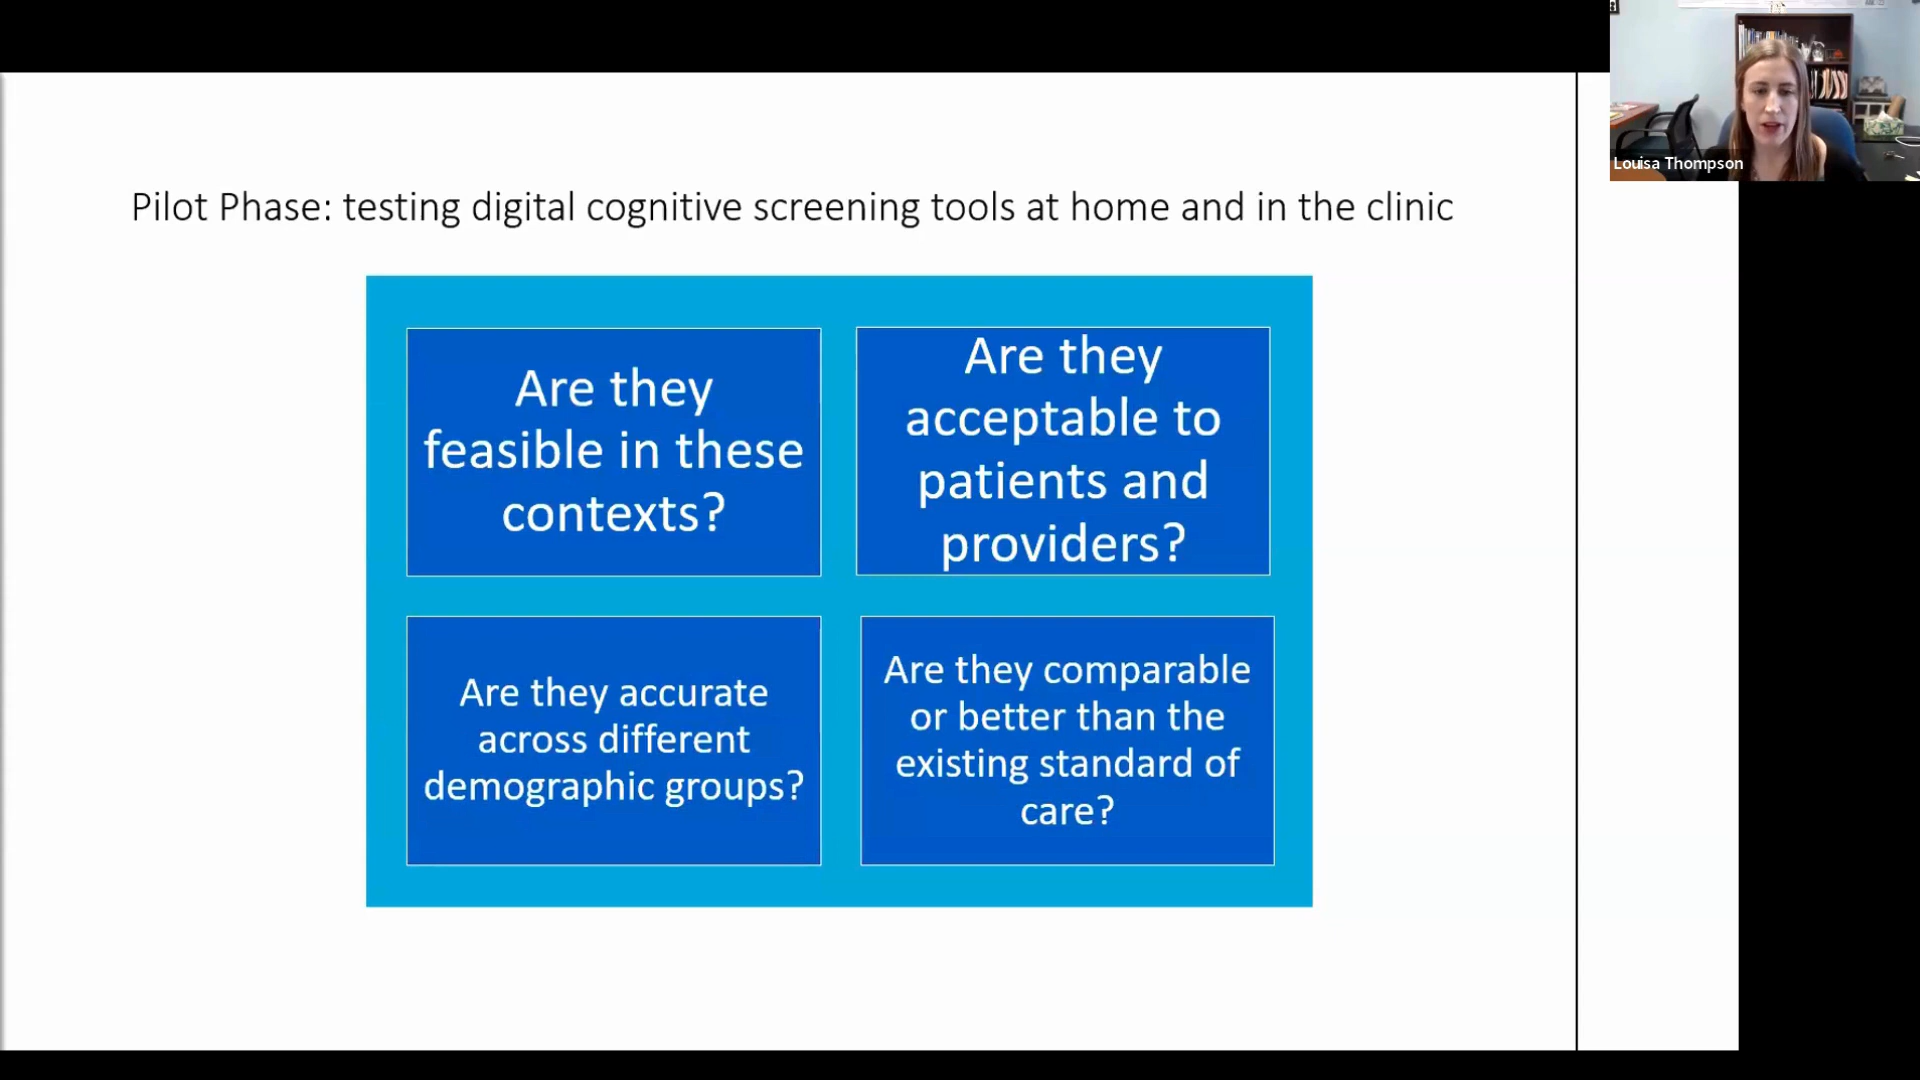 Louisa Thompson
Pilot Phase: testing digital cognitive screening tools at home and in the clinic
Are they
feasible in these
contexts?
Are they
acceptable to
patients and
providers?
Are they accurate
across different
demographic groups?
Are they comparable
or better than the
existing standard of
care?